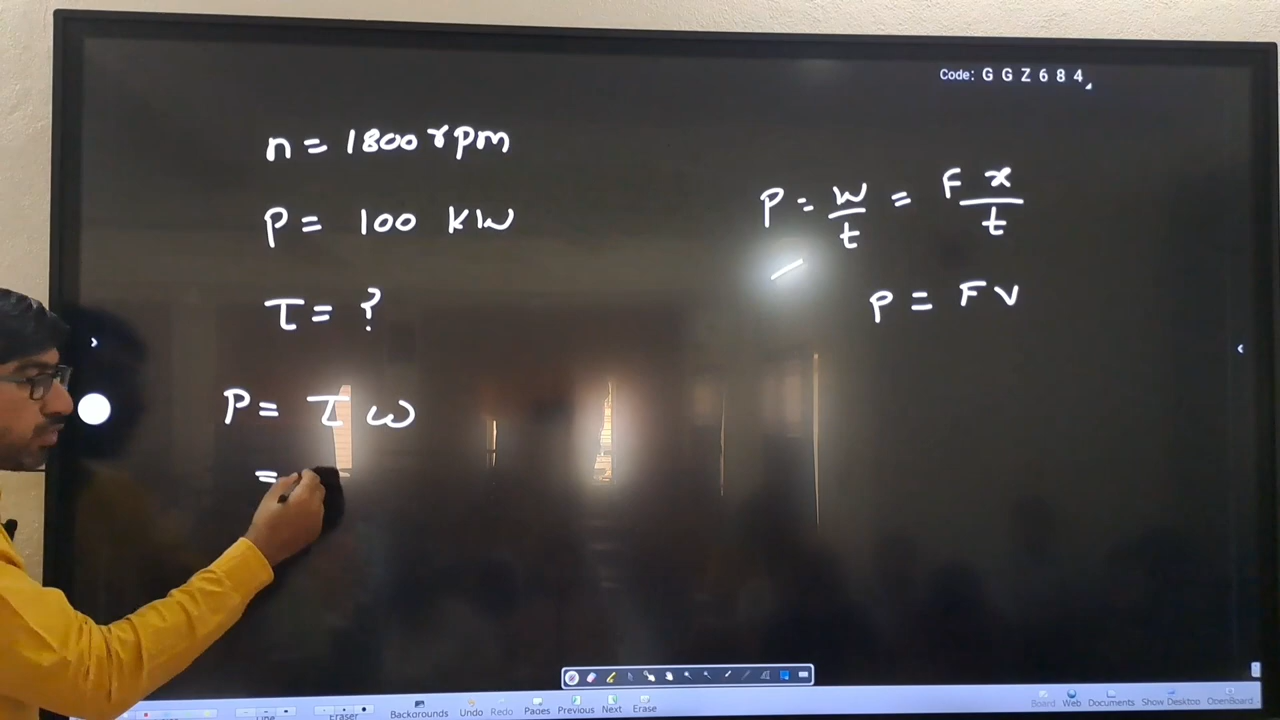 Code: G G Z 6 8 4
n = 1800 rpm
P = 100 KW
τ = ?
P = τ ω
=
P = W/t = F x/t
P = F V
Backgrounds Undo Redo Pages Previous Next Erase
Board Web Documents Show Desktop OpenBoard